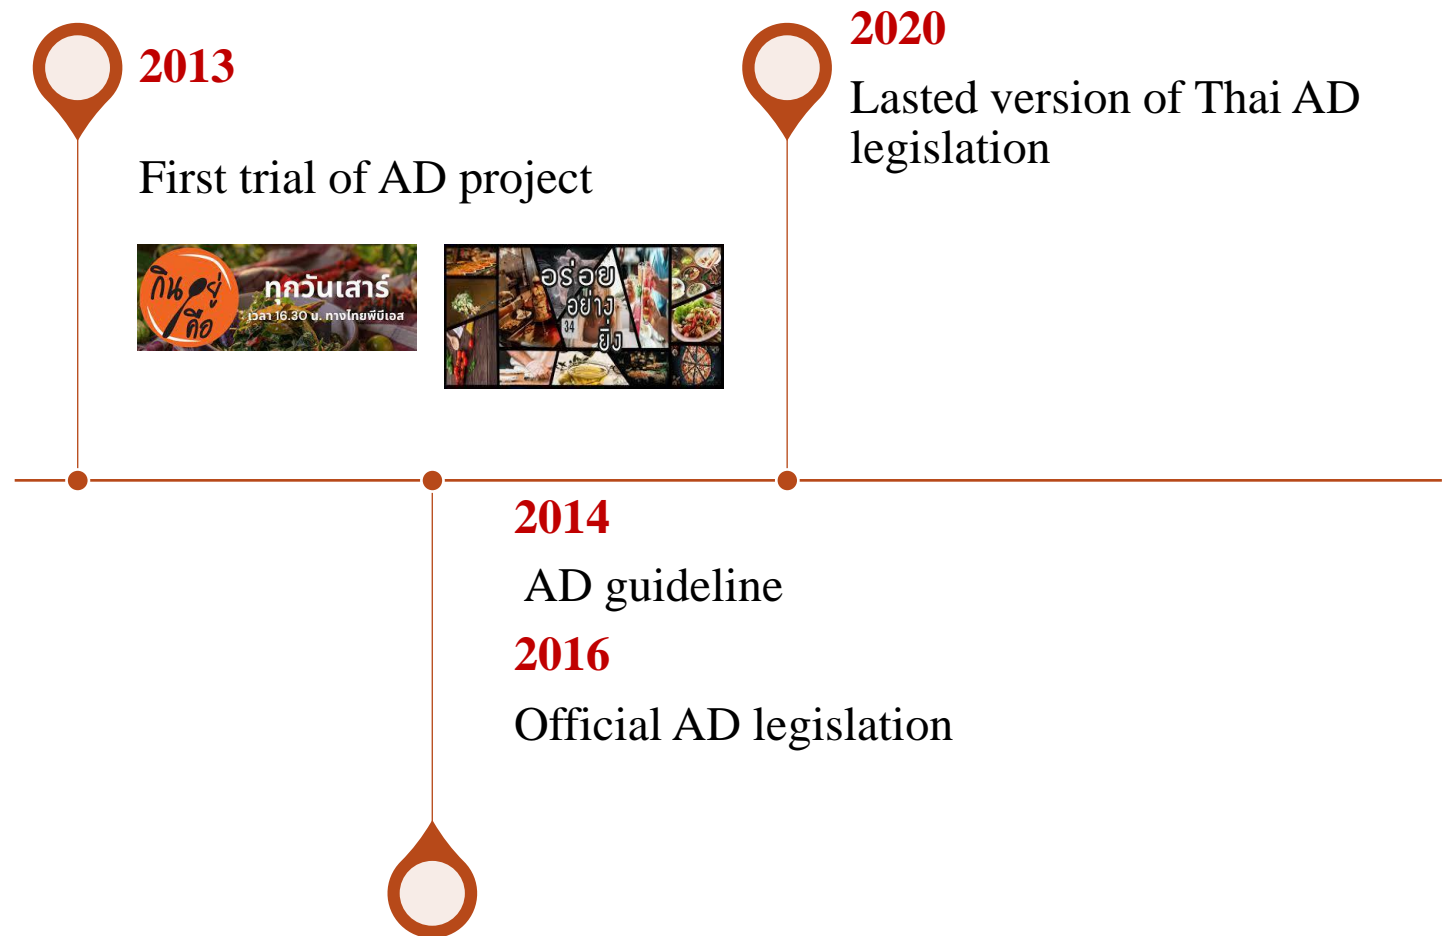 2013
First trial of AD project
กินอยู่
คือ
ทุกวันเสาร์
เวลา 16.30 น. ทางไทยพีบีเอส
อร่อย
อย่าง
34
ยิ่ง
2014
AD guideline
2016
Official AD legislation
2020
Lasted version of Thai AD
legislation